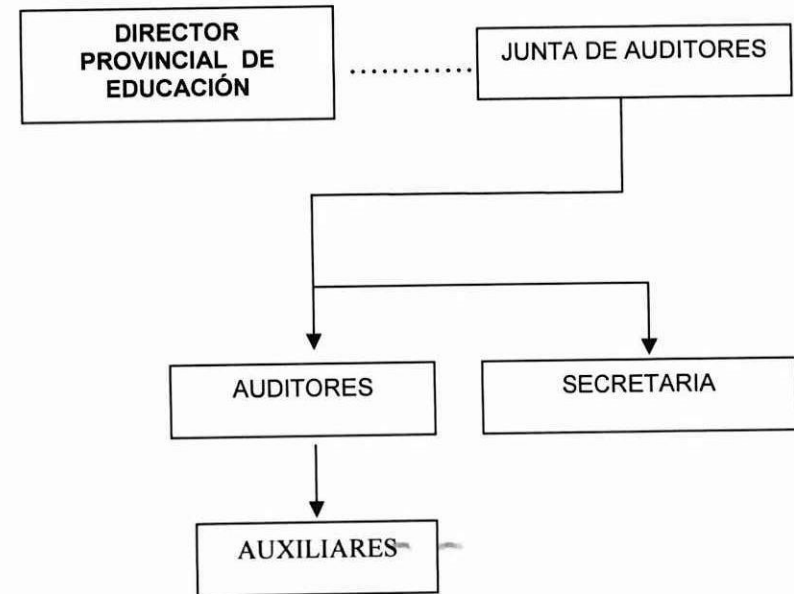 DIRECTOR
PROVINCIAL DE
EDUCACIÓN
JUNTA DE AUDITORES
AUDITORES
SECRETARIA
AUXILIARES